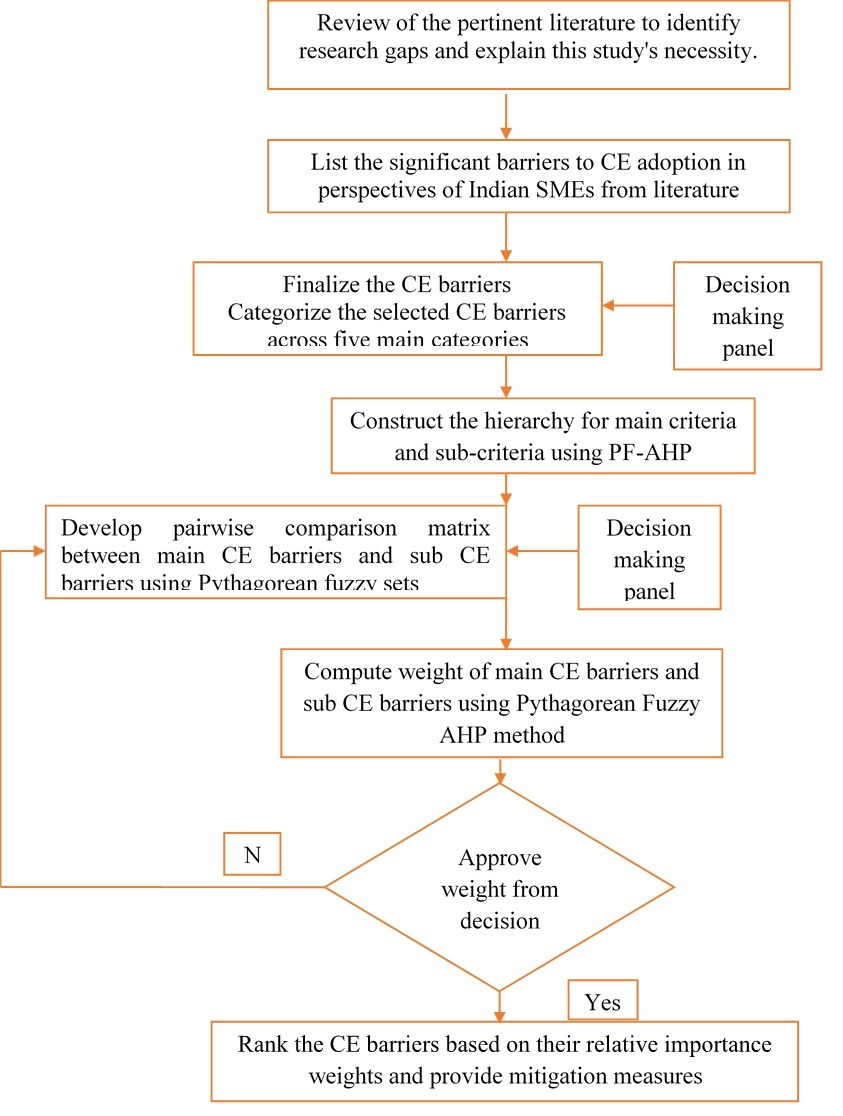 Review of the pertinent literature to identify
research gaps and explain this study's necessity.
List the significant barriers to CE adoption in
perspectives of Indian SMEs from literature
Finalize the CE barriers
Categorize the selected CE barriers
across five main categories
Decision
making
panel
Construct the hierarchy for main criteria
and sub-criteria using PF-AHP
Develop pairwise comparison matrix
between main CE barriers and sub CE
barriers using Pythagorean fuzzy sets
Decision
making
panel
Compute weight of main CE barriers and
sub CE barriers using Pythagorean Fuzzy
AHP method
Approve
weight from
decision
N
Yes
Rank the CE barriers based on their relative importance
weights and provide mitigation measures